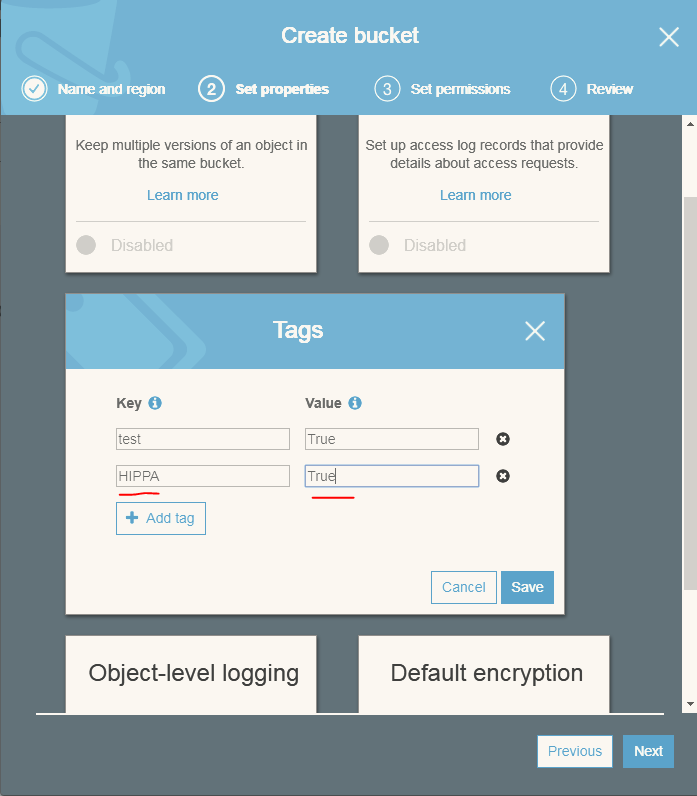 Create bucket
Name and region 2 Set properties 3 Set permissions 4 Review
Keep multiple versions of an object in
the same bucket.
Learn more
Disabled
Set up access log records that provide
details about access requests.
Learn more
Disabled
Tags
Key Value
test True
HIPPA True
Add tag
Cancel Save
Object-level logging Default encryption
Previous Next